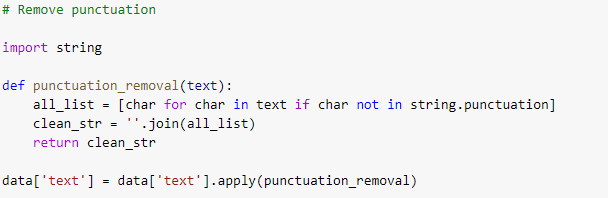 # Remove punctuation
import string
def punctuation_removal(text):
    all_list = [char for char in text if char not in string.punctuation]
    clean_str = ''.join(all_list)
    return clean_str
data['text'] = data['text'].apply(punctuation_removal)